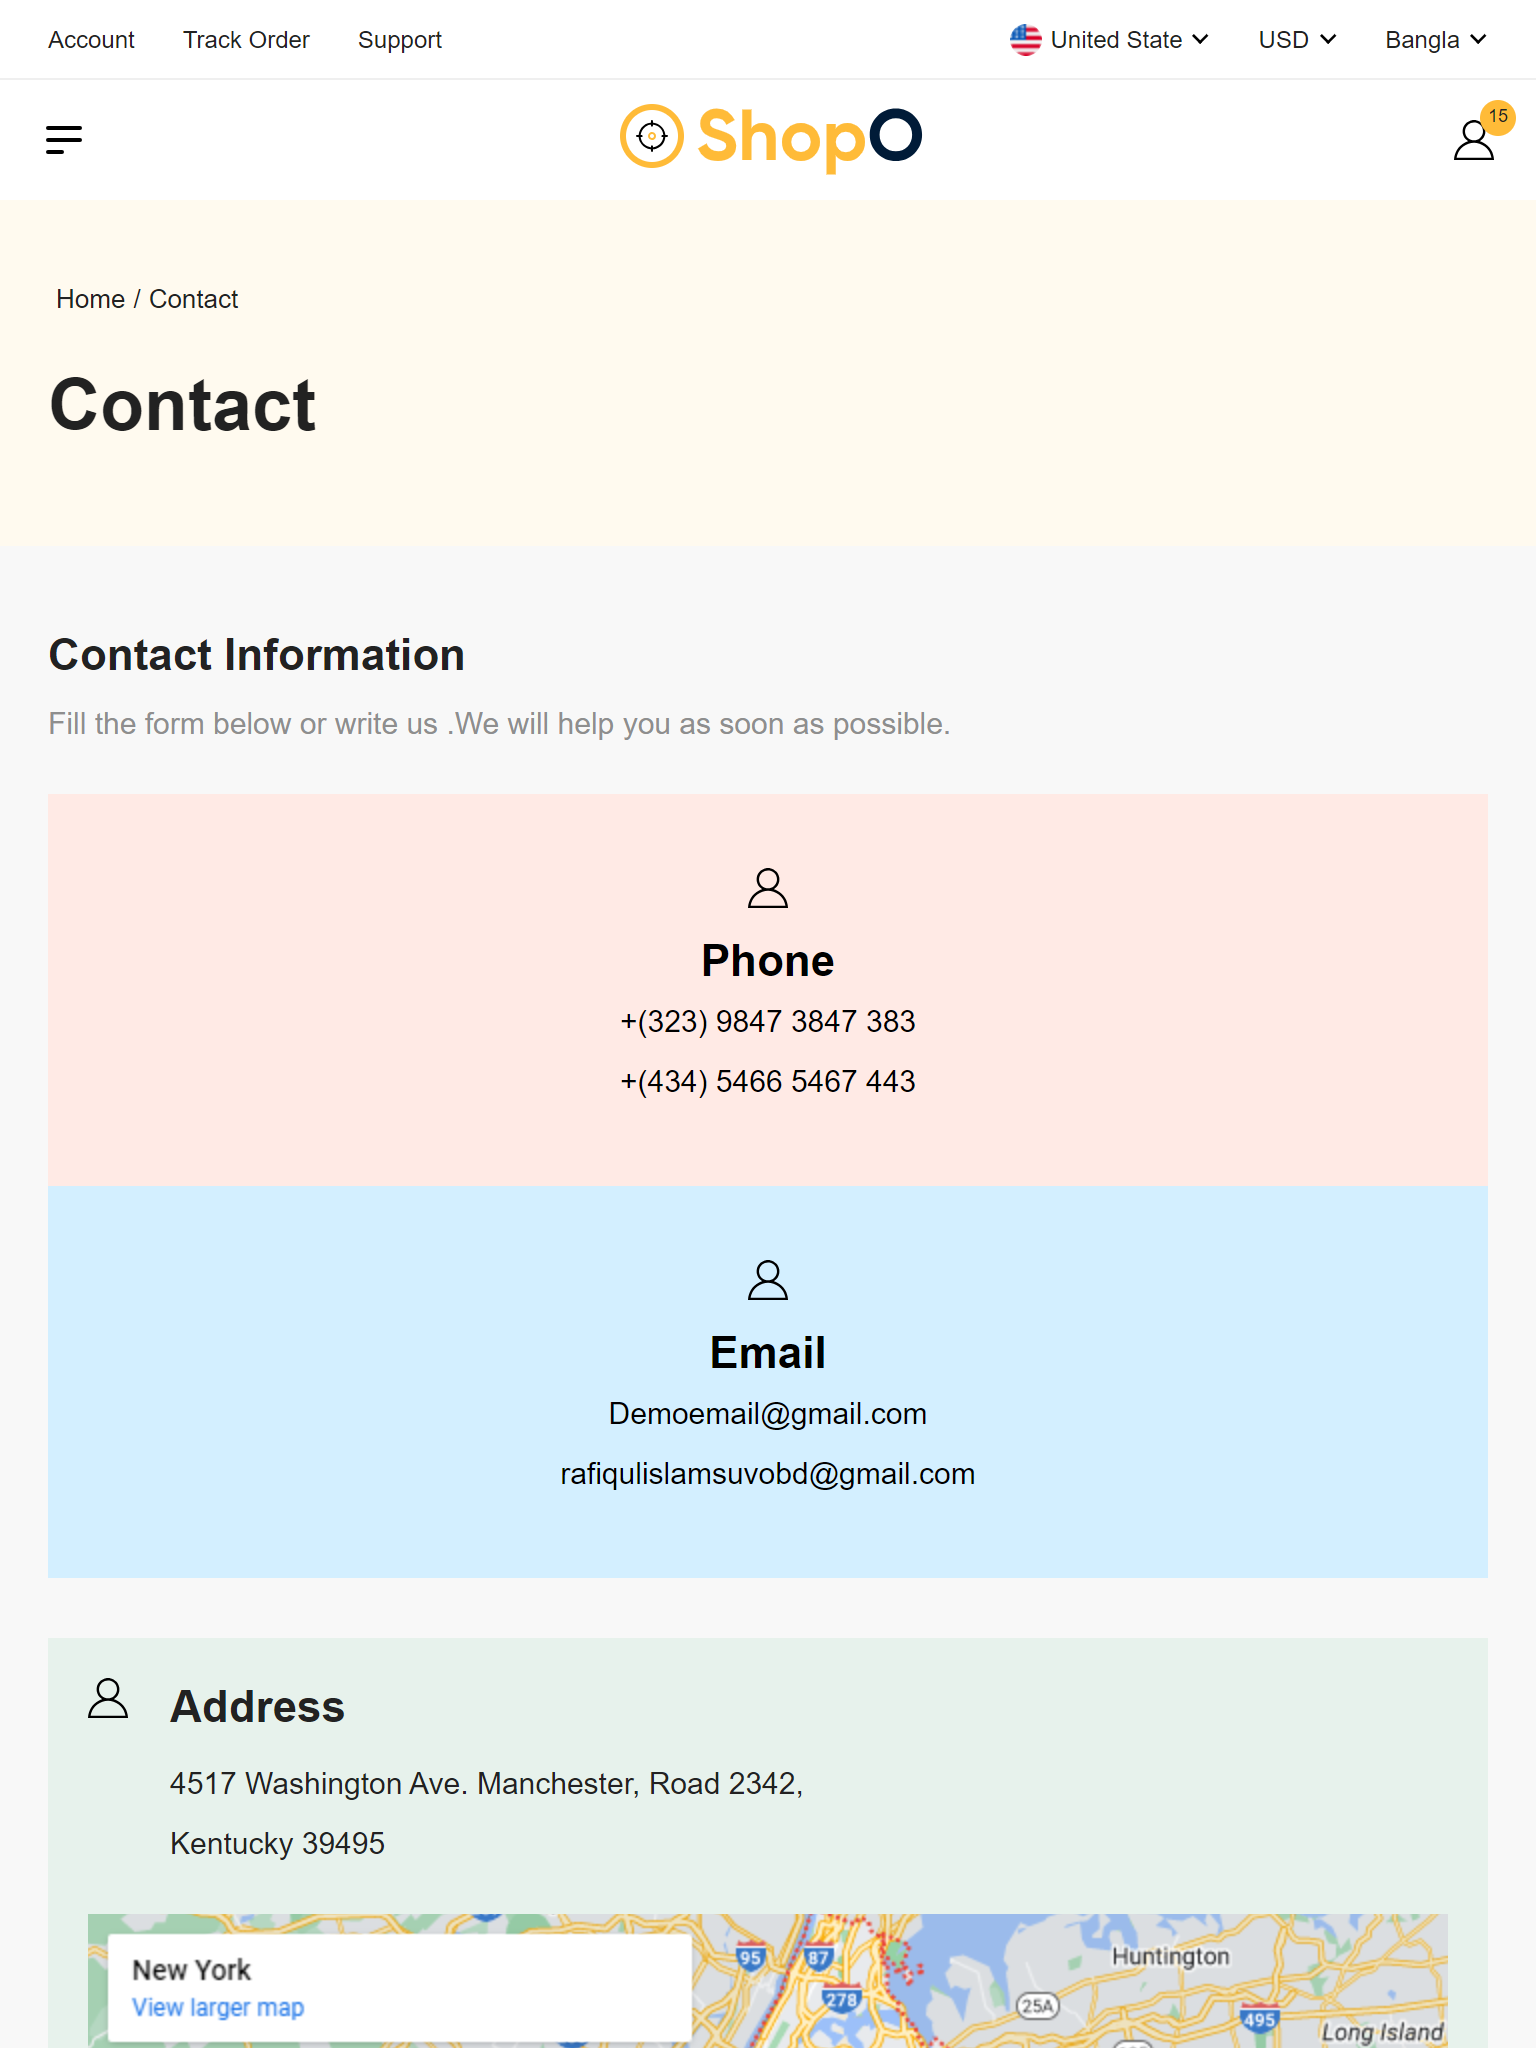 Account Track Order Support United State USD Bangla
ShopO
15
Home / Contact
Contact
Contact Information
Fill the form below or write us .We will help you as soon as possible.
Phone
+(323) 9847 3847 383
+(434) 5466 5467 443
Email
Demoemail@gmail.com
rafiqulislamsuvobd@gmail.com
Address
4517 Washington Ave. Manchester, Road 2342,
Kentucky 39495
New York
View larger map
95
87
278
Huntington
25A
495
Long Island